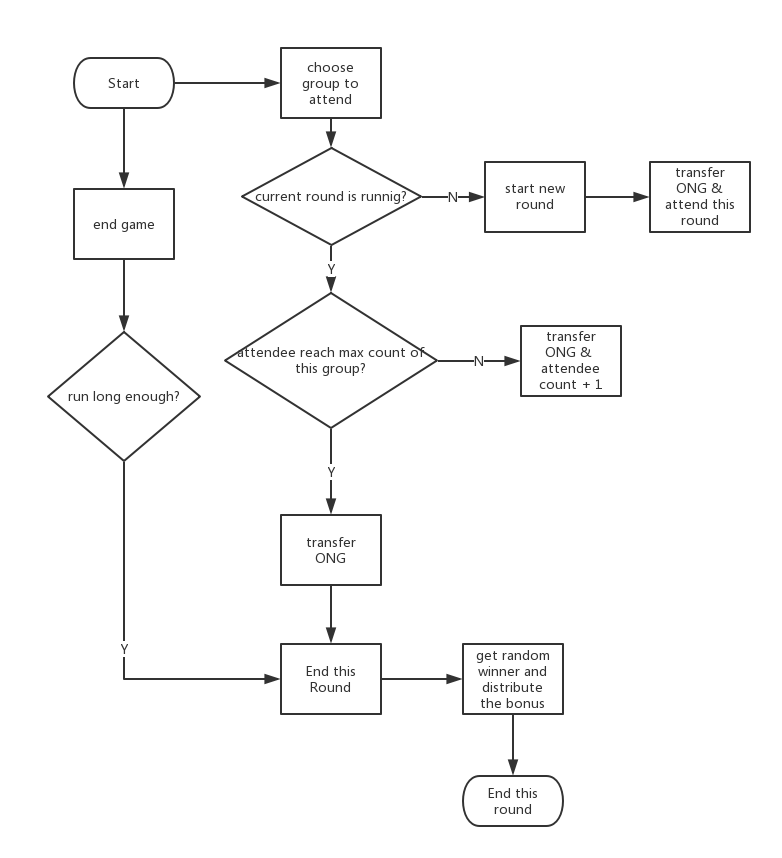 Start
choose
group to
attend
current round is runnig?
N
start new
round
transfer
ONG &
attend this
round
end game
Y
attendee reach max count of
this group?
N
transfer
ONG &
attendee
count + 1
run long enough?
Y
transfer
ONG
Y
End this
Round
get random
winner and
distribute
the bonus
End this
round